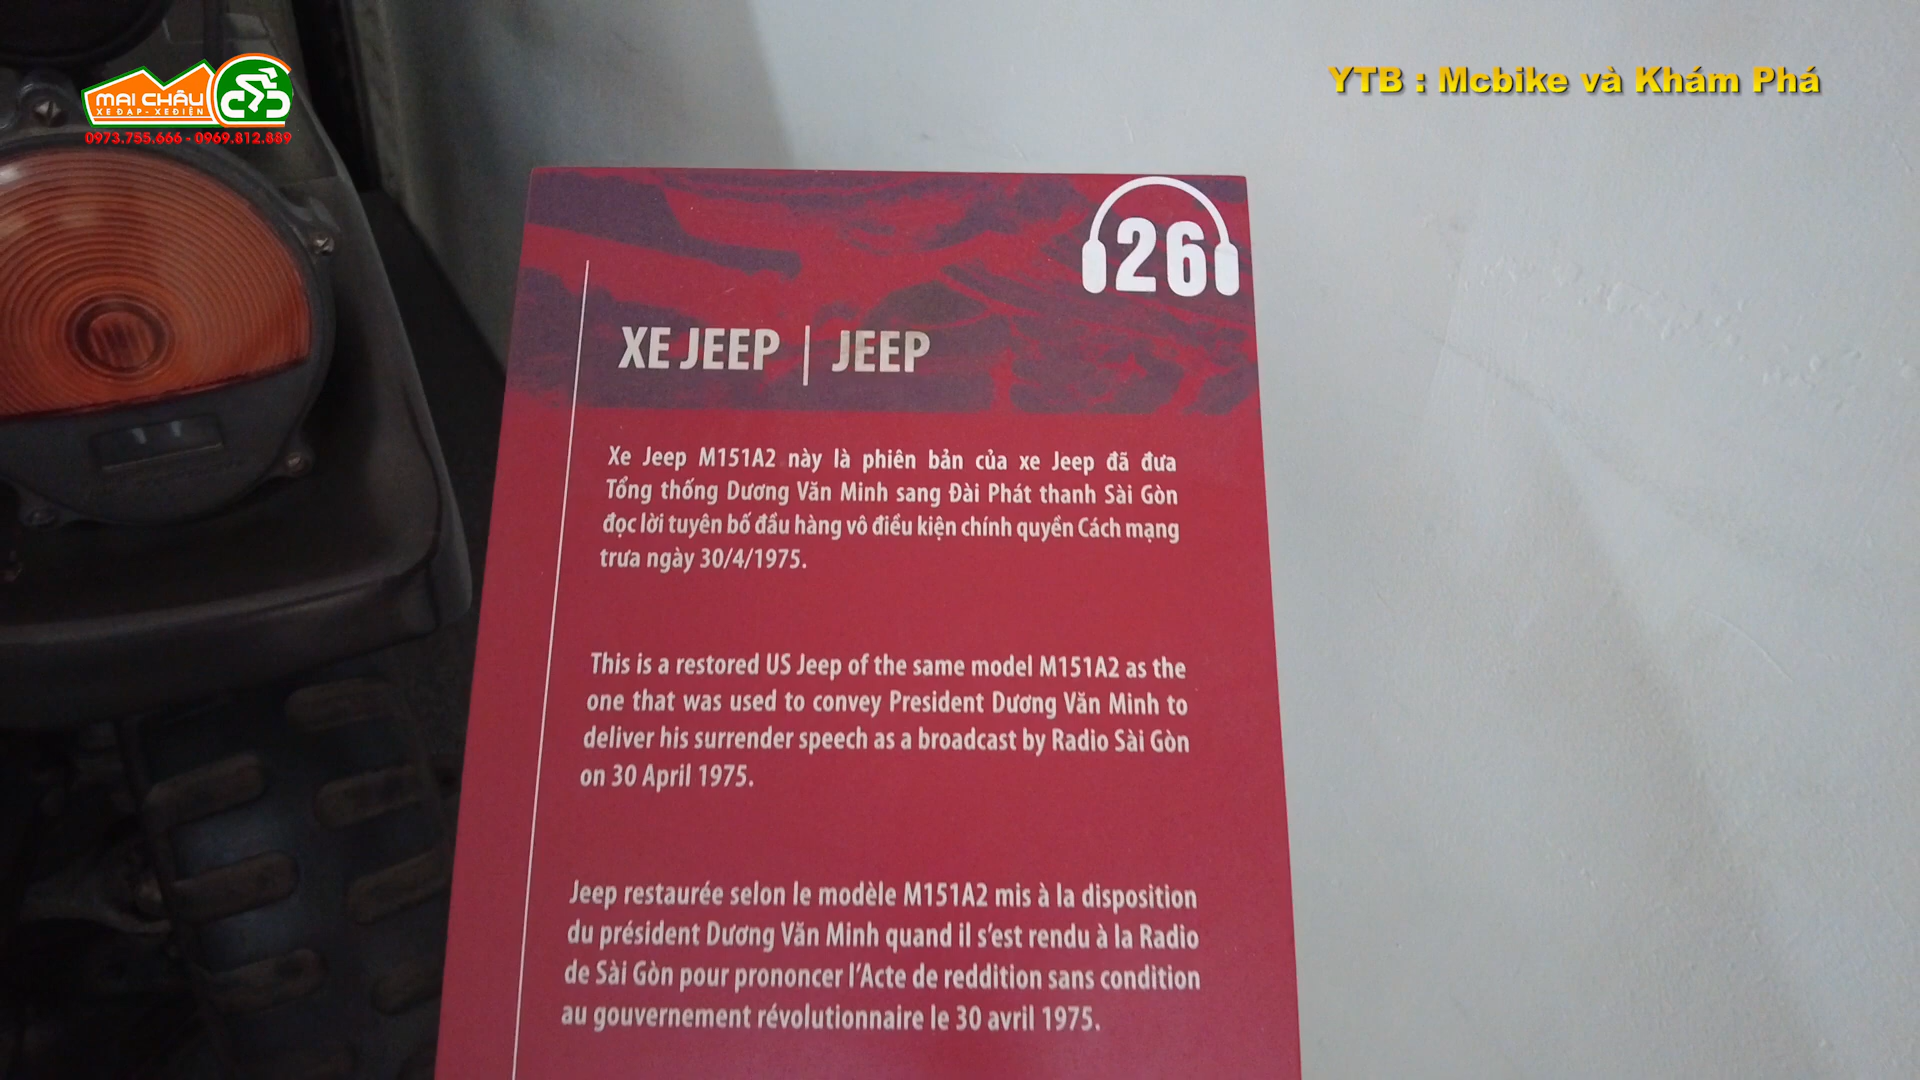 MAI CHÂU
XE ĐẠP - XE ĐIỆN
0973.755.666 - 0969.812.889
YTB : Mcbike và Khám Phá
26
XE JEEP | JEEP
Xe Jeep M151A2 này là phiên bản của xe Jeep đã đưa
Tổng thống Dương Văn Minh sang Đài Phát thanh Sài Gòn
đọc lời tuyên bố đầu hàng vô điều kiện chính quyền Cách mạng
trưa ngày 30/4/1975.
This is a restored US Jeep of the same model M151A2 as the
one that was used to convey President Dương Văn Minh to
deliver his surrender speech as a broadcast by Radio Sài Gòn
on 30 April 1975.
Jeep restaurée selon le modèle M151A2 mis à la disposition
du président Dương Văn Minh quand il s'est rendu à la Radio
de Sài Gòn pour prononcer l'Acte de reddition sans condition
au gouvernement révolutionnaire le 30 avril 1975.